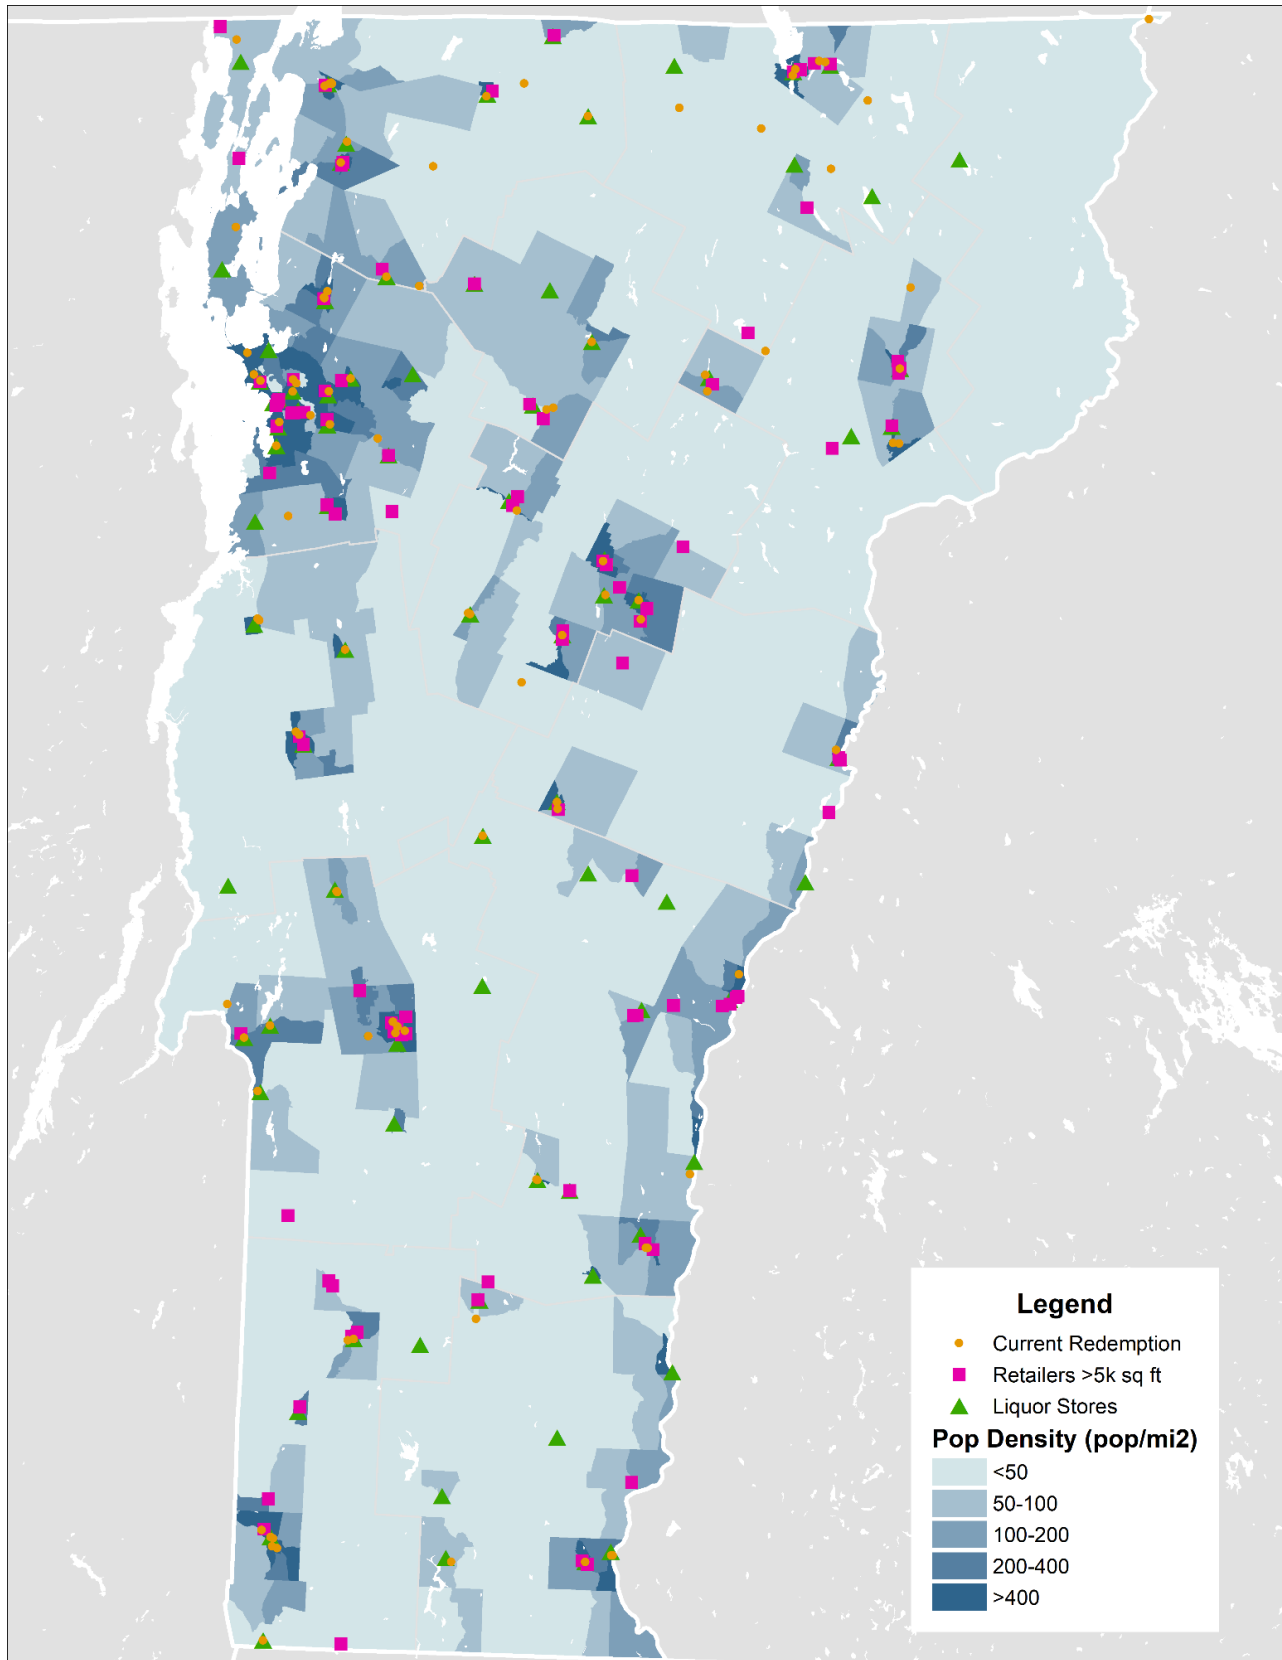 Legend
Current Redemption
Retailers >5k sq ft
Liquor Stores
Pop Density (pop/mi2)
<50
50-100
100-200
200-400
>400